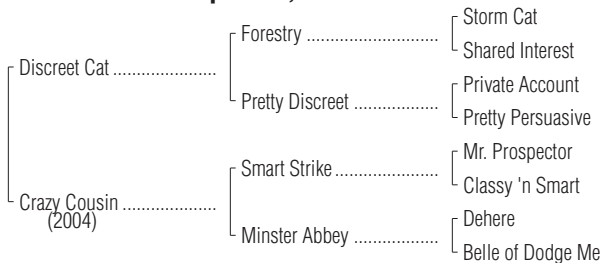 Storm Cat
Forestry ........................
Shared Interest
Discreet Cat .....................
Private Account
Pretty Discreet ..................
Pretty Persuasive
Mr. Prospector
Smart Strike .....................
Classy 'n Smart
Crazy Cousin ...................
(2004)
Dehere
Minster Abbey .................
Belle of Dodge Me